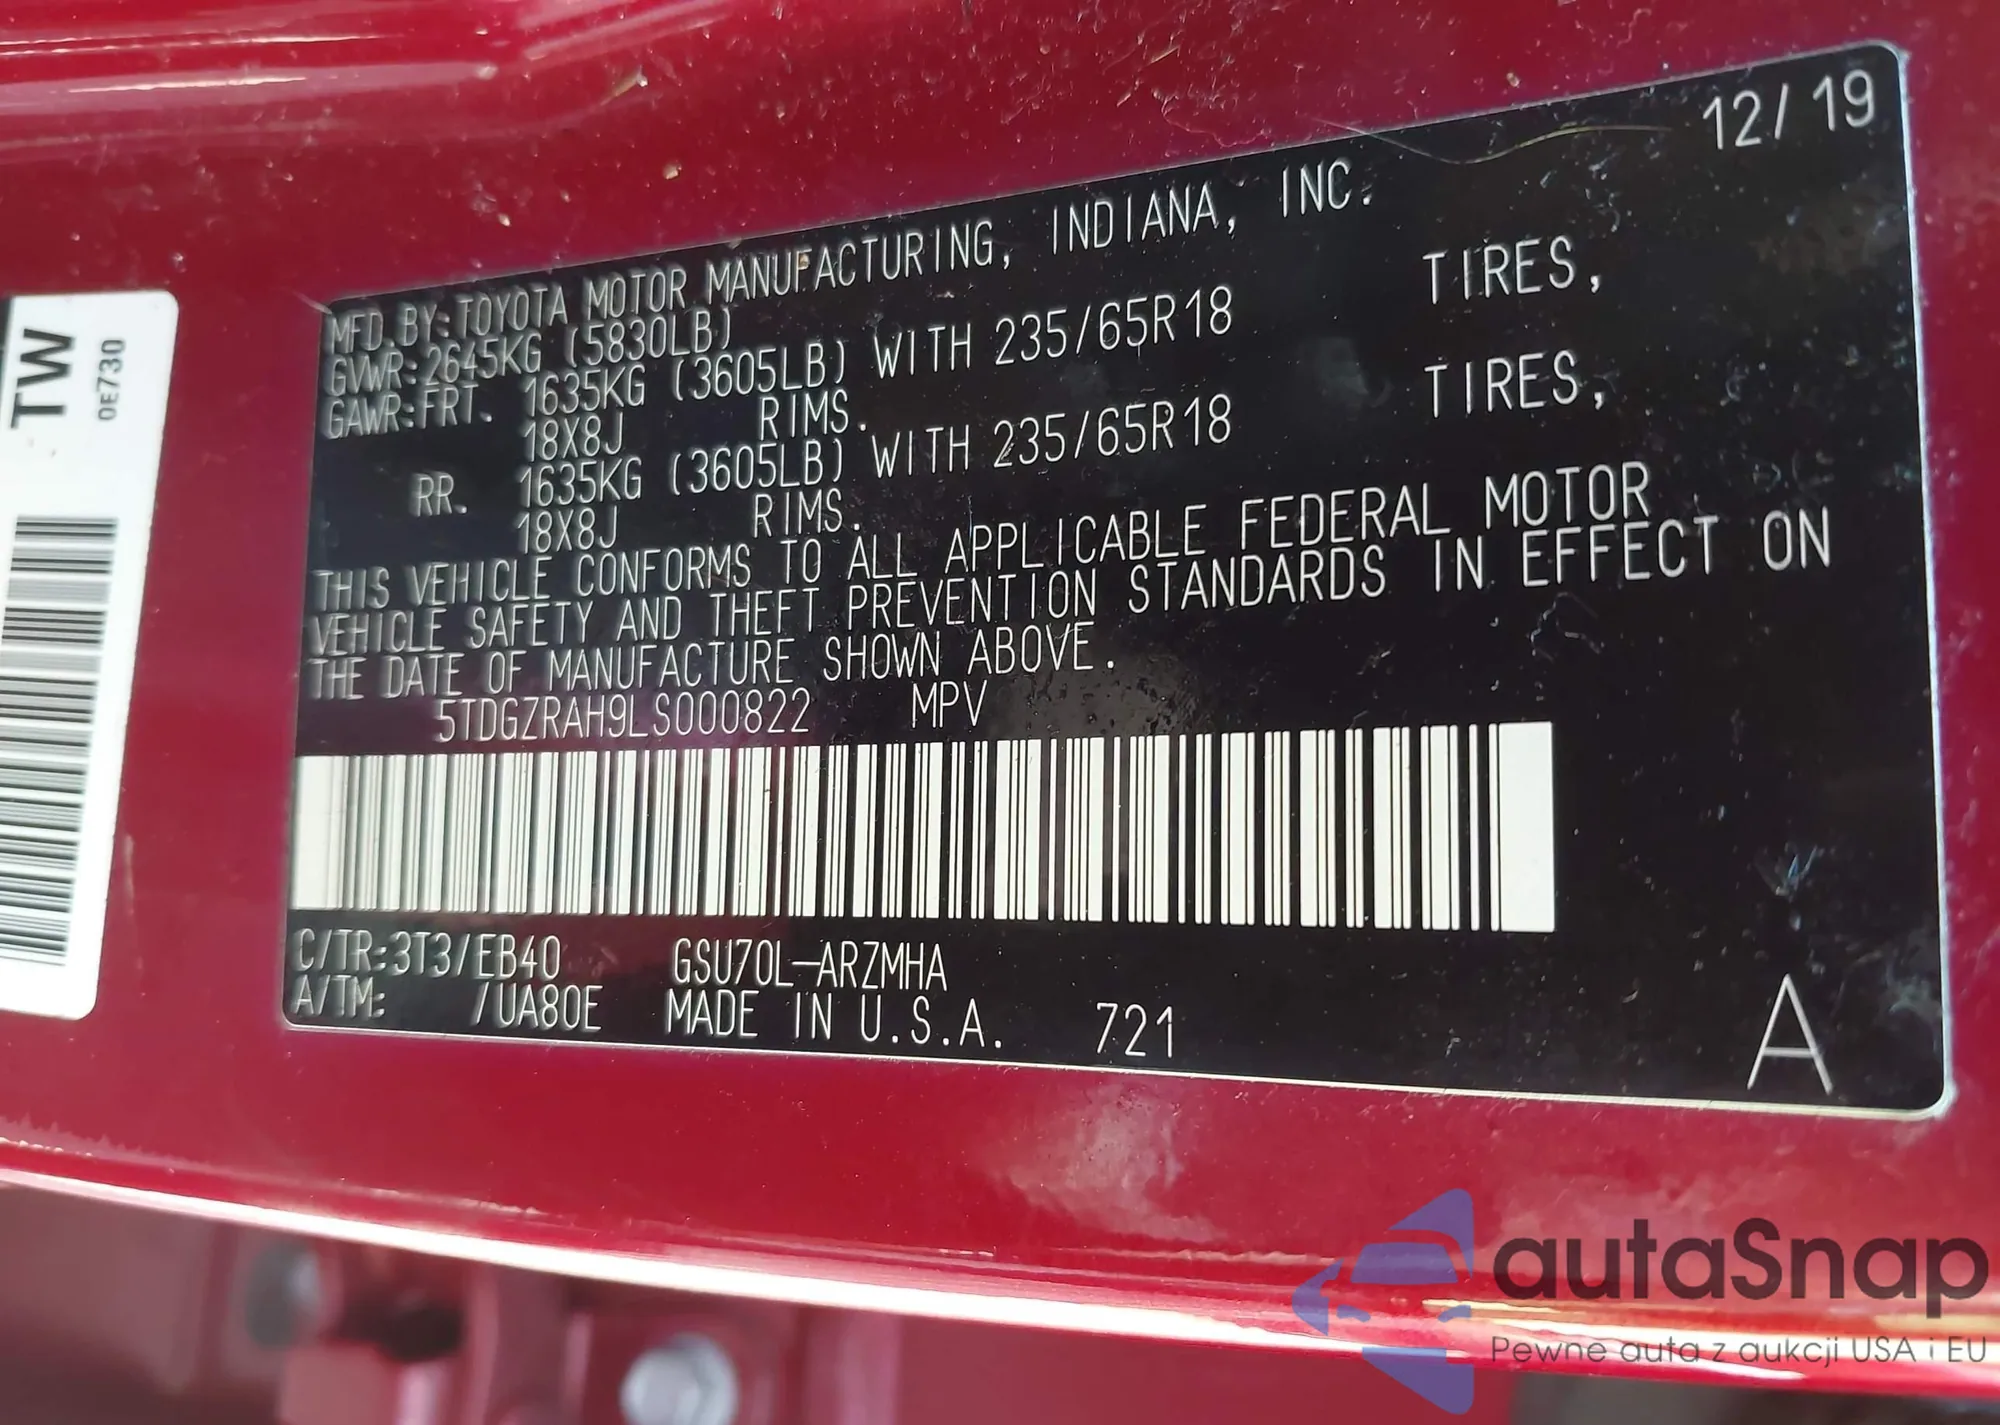 12/19
MFD.BY:TOYOTA MOTOR MANUFACTURING, INDIANA, INC.
GVWR:2645KG (5830LB)
GAWR:FRT. 1635KG (3605LB) WITH 235/65R18 TIRES,
18X8J RIMS.
RR. 1635KG (3605LB) WITH 235/65R18 TIRES,
18X8J RIMS.
THIS VEHICLE CONFORMS TO ALL APPLICABLE FEDERAL MOTOR
VEHICLE SAFETY AND THEFT PREVENTION STANDARDS IN EFFECT ON
THE DATE OF MANUFACTURE SHOWN ABOVE.
5TDGZRAH9LS000822 MPV
C/TR:3T3/EB40 GSU70L-ARZMHA
A/TM: /UA80E MADE IN U.S.A. 721
A
TW
0E730
autaSnap
Pewne auta z aukcji USA i EU